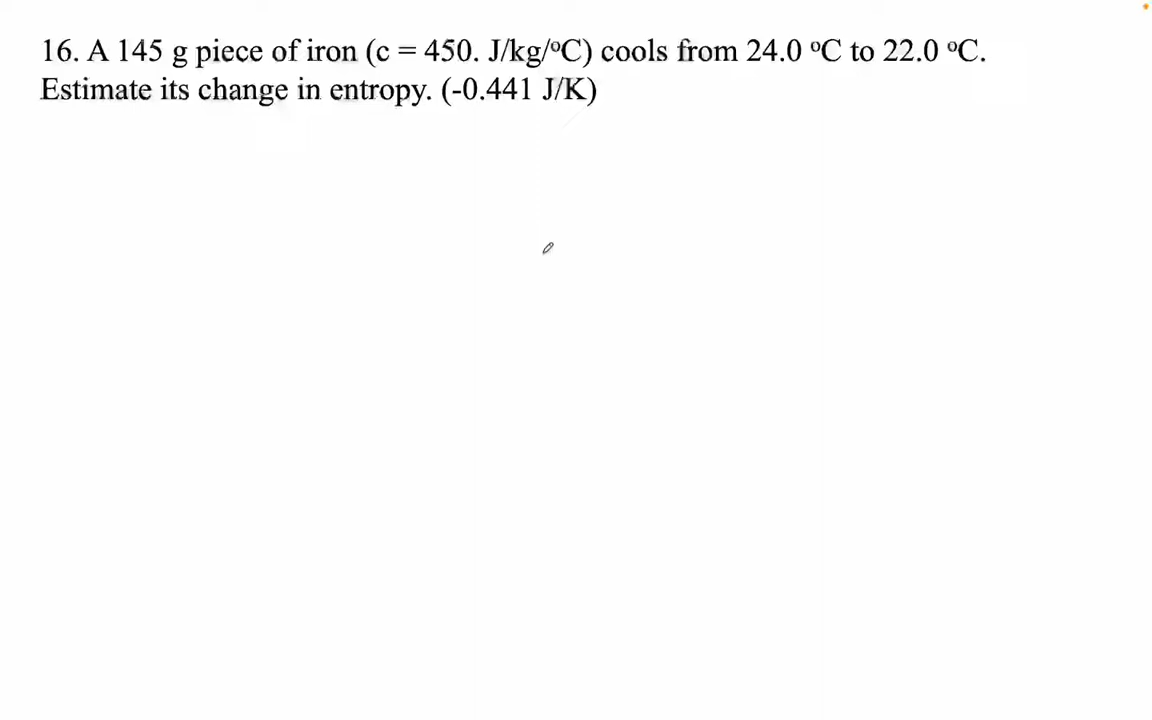 16. A 145 g piece of iron (c = 450. J/kg/ºC) cools from 24.0 ºC to 22.0 ºC.
Estimate its change in entropy. (-0.441 J/K)